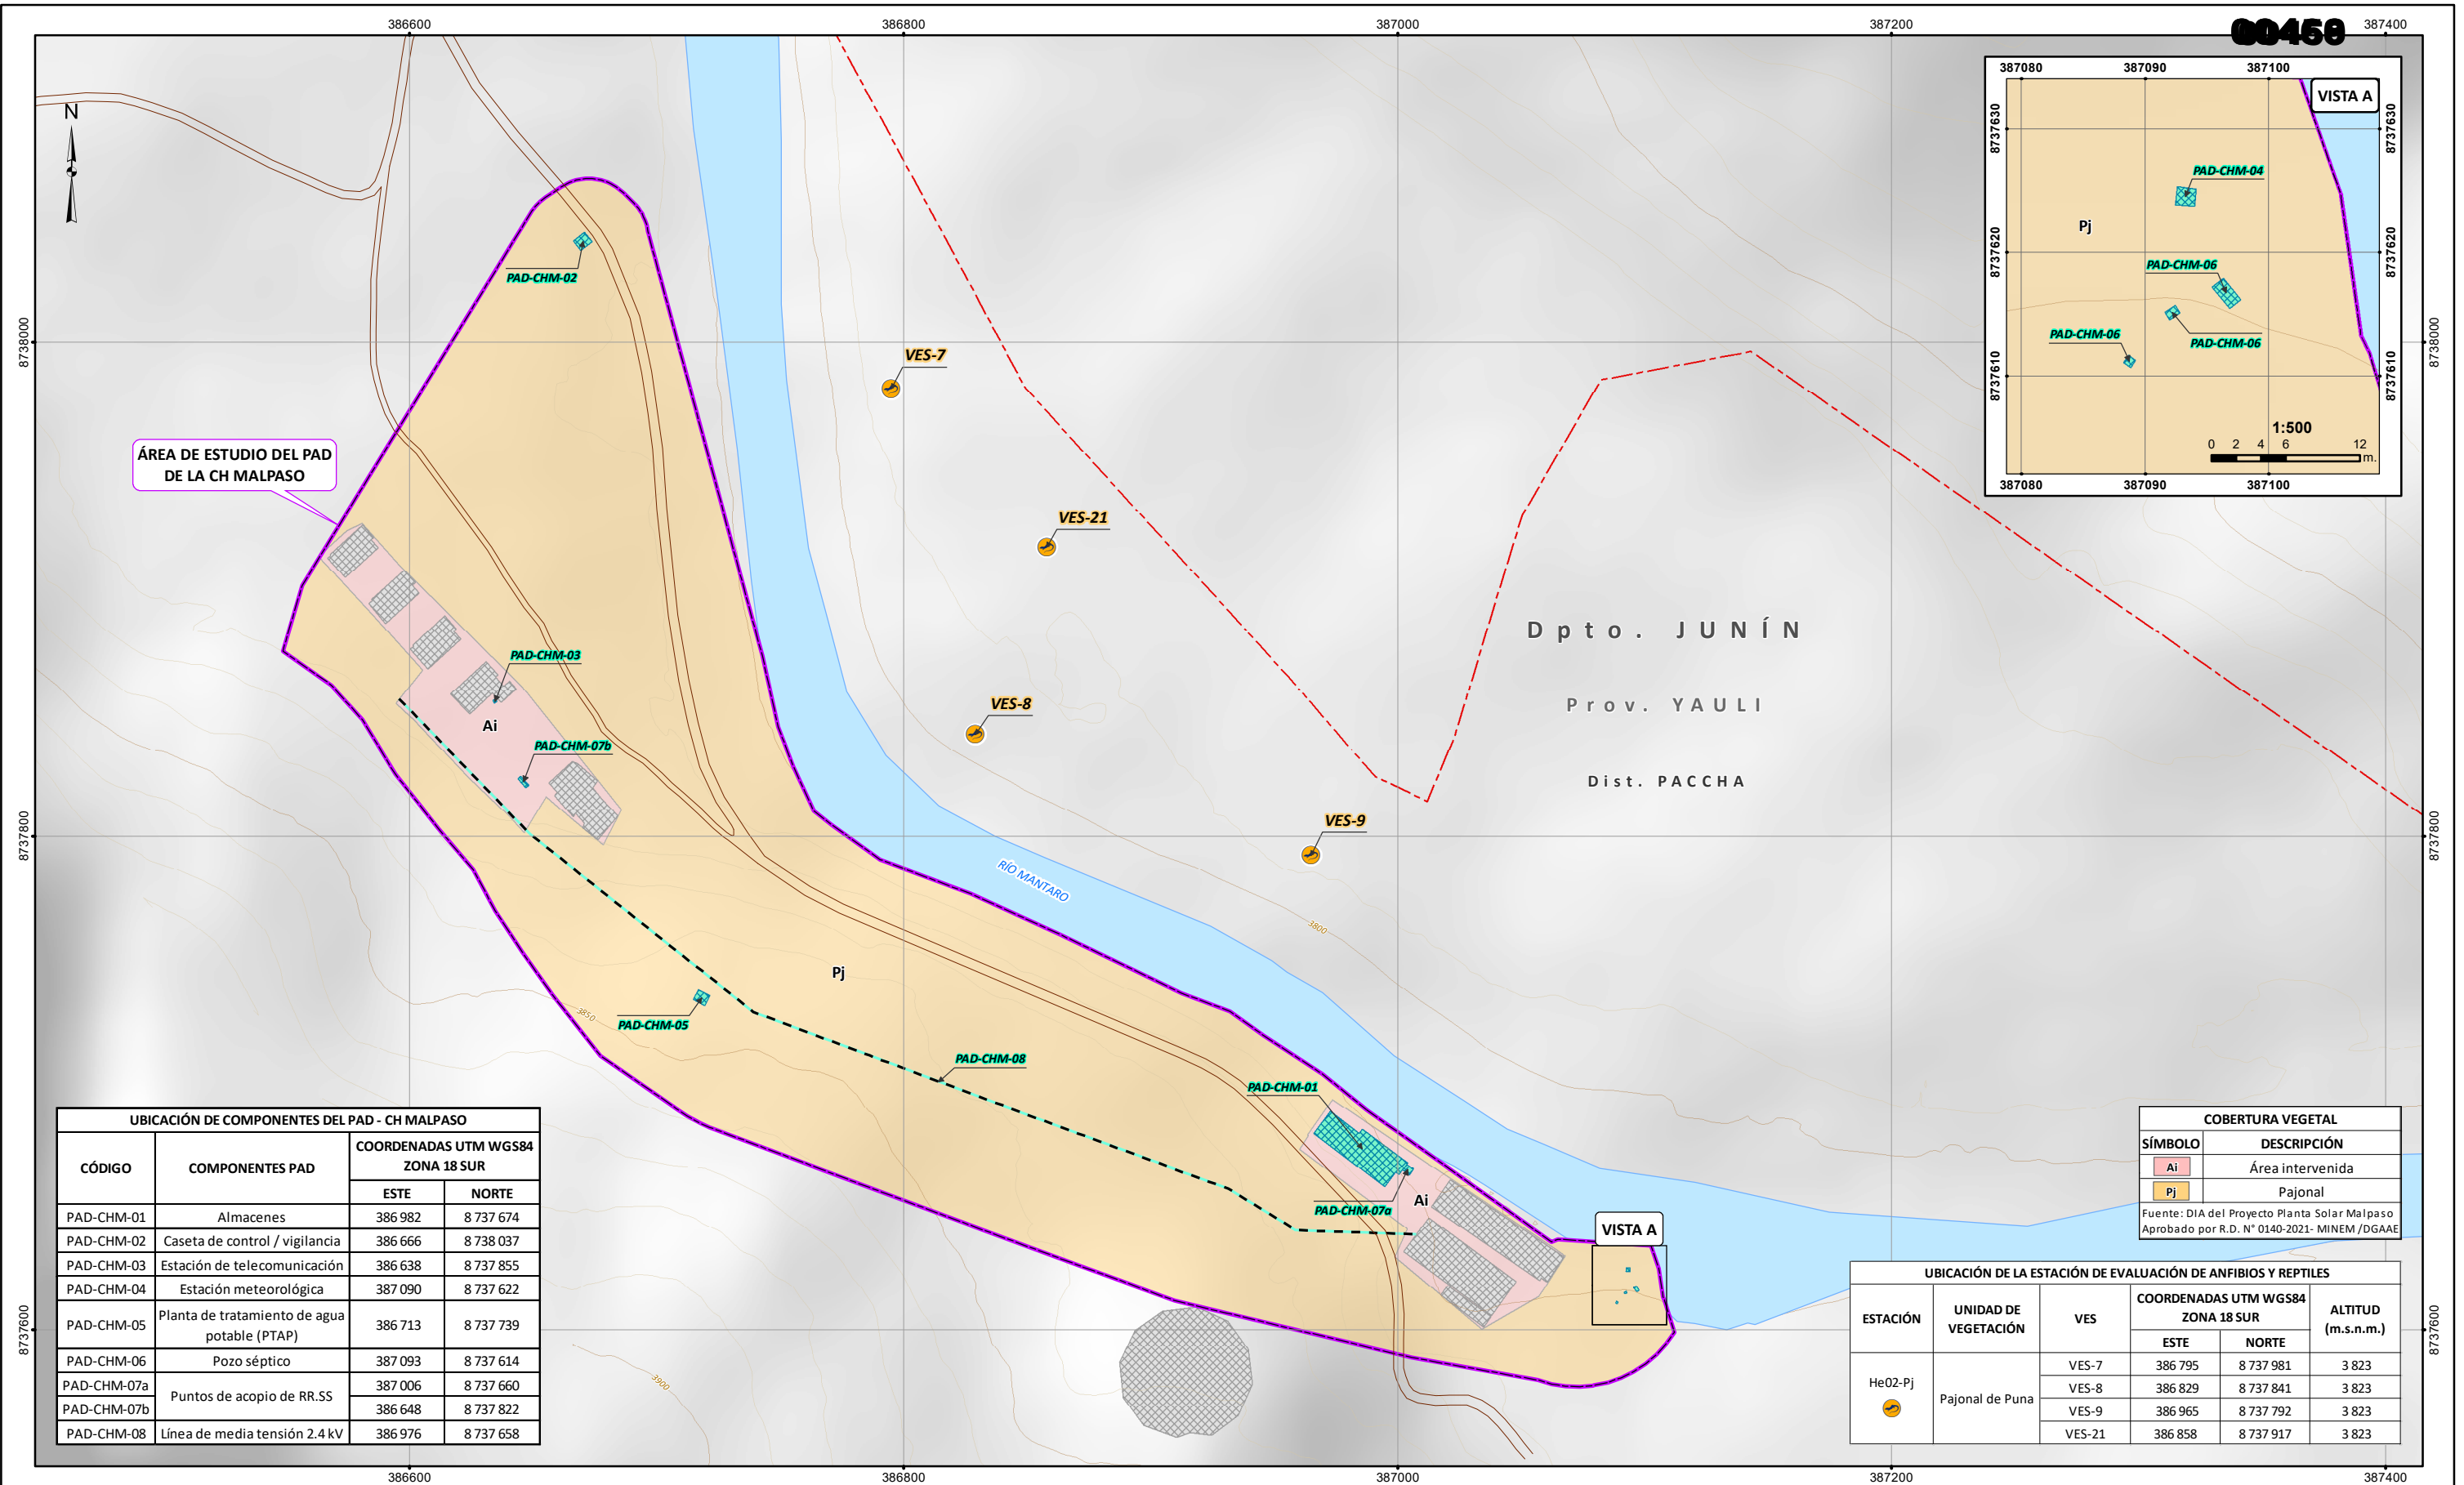 386600
386800
387000
387200
387400
N
8738000
8737800
8737600
8738000
8737800
8737600
PAD-CHM-02
VES-7
VES-21
VES-8
VES-9
ÁREA DE ESTUDIO DEL PAD
DE LA CH MALPASO
PAD-CHM-03
Ai
PAD-CHM-07b
RÍO MANTARO
3800
Dpto. JUNÍN
Prov. YAULI
Dist. PACCHA
Pj
3850
PAD-CHM-05
PAD-CHM-08
PAD-CHM-01
PAD-CHM-07a
Ai
VISTA A
3900
387080
387090
387100
VISTA A
8737630
8737620
8737610
8737630
8737620
8737610
PAD-CHM-04
Pj
PAD-CHM-06
PAD-CHM-06
PAD-CHM-06
1:500
0 2 4 6 12
m.
387080
387090
387100
UBICACIÓN DE COMPONENTES DEL PAD - CH MALPASO
CÓDIGO COMPONENTES PAD COORDENADAS UTM WGS84
ZONA 18 SUR
ESTE NORTE
PAD-CHM-01 Almacenes 386 982 8 737 674
PAD-CHM-02 Caseta de control / vigilancia 386 666 8 738 037
PAD-CHM-03 Estación de telecomunicación 386 638 8 737 855
PAD-CHM-04 Estación meteorológica 387 090 8 737 622
PAD-CHM-05 Planta de tratamiento de agua
potable (PTAP) 386 713 8 737 739
PAD-CHM-06 Pozo séptico 387 093 8 737 614
PAD-CHM-07a Puntos de acopio de RR.SS 387 006 8 737 660
PAD-CHM-07b 386 648 8 737 822
PAD-CHM-08 Línea de media tensión 2.4 kV 386 976 8 737 658
COBERTURA VEGETAL
SÍMBOLO DESCRIPCIÓN
Ai Área intervenida
Pj Pajonal
Fuente: DIA del Proyecto Planta Solar Malpaso
Aprobado por R.D. N° 0140-2021- MINEM /DGAAE
UBICACIÓN DE LA ESTACIÓN DE EVALUACIÓN DE ANFIBIOS Y REPTILES
ESTACIÓN UNIDAD DE
VEGETACIÓN VES COORDENADAS UTM WGS84
ZONA 18 SUR ALTITUD
(m.s.n.m.)
ESTE NORTE
He02-Pj Pajonal de Puna
VES-7 386 795 8 737 981 3 823
VES-8 386 829 8 737 841 3 823
VES-9 386 965 8 737 792 3 823
VES-21 386 858 8 737 917 3 823
386600
386800
387000
387200
387400